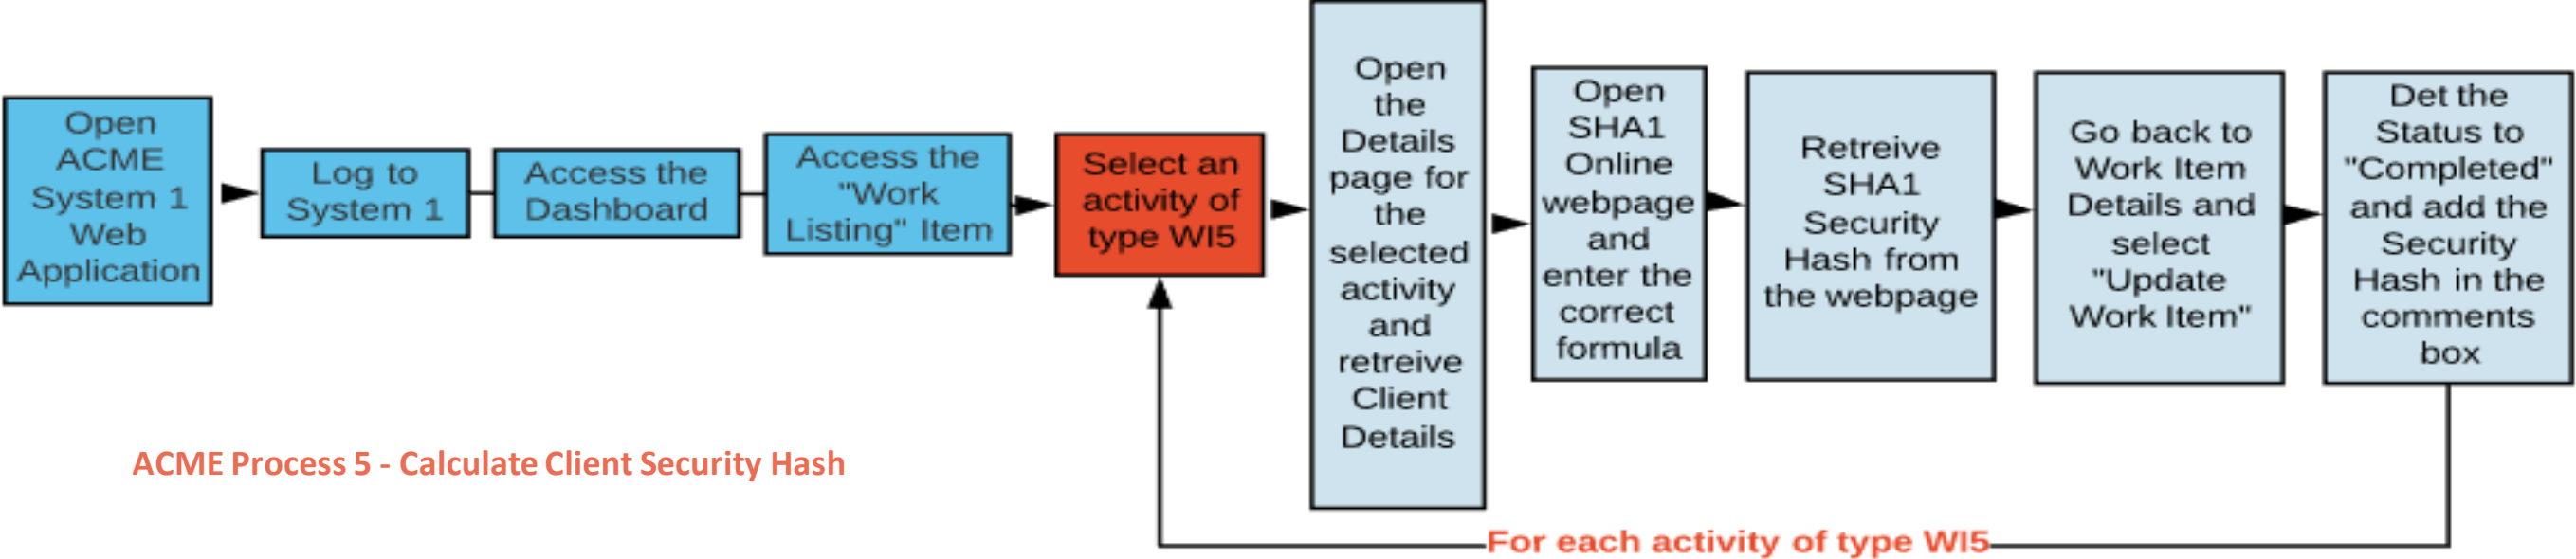 Open
ACME
System 1
Web
Application
Log to
System 1
Access the
Dashboard
Access the
"Work
Listing" Item
Select an
activity of
type WI5
Open
the
Details
page for
the
selected
activity
and
retreive
Client
Details
Open
SHA1
Online
webpage
and
enter the
correct
formula
Retreive
SHA1
Security
Hash from
the webpage
Go back to
Work Item
Details and
select
"Update
Work Item"
Det the
Status to
"Completed"
and add the
Security
Hash in the
comments
box
ACME Process 5 - Calculate Client Security Hash
For each activity of type WI5